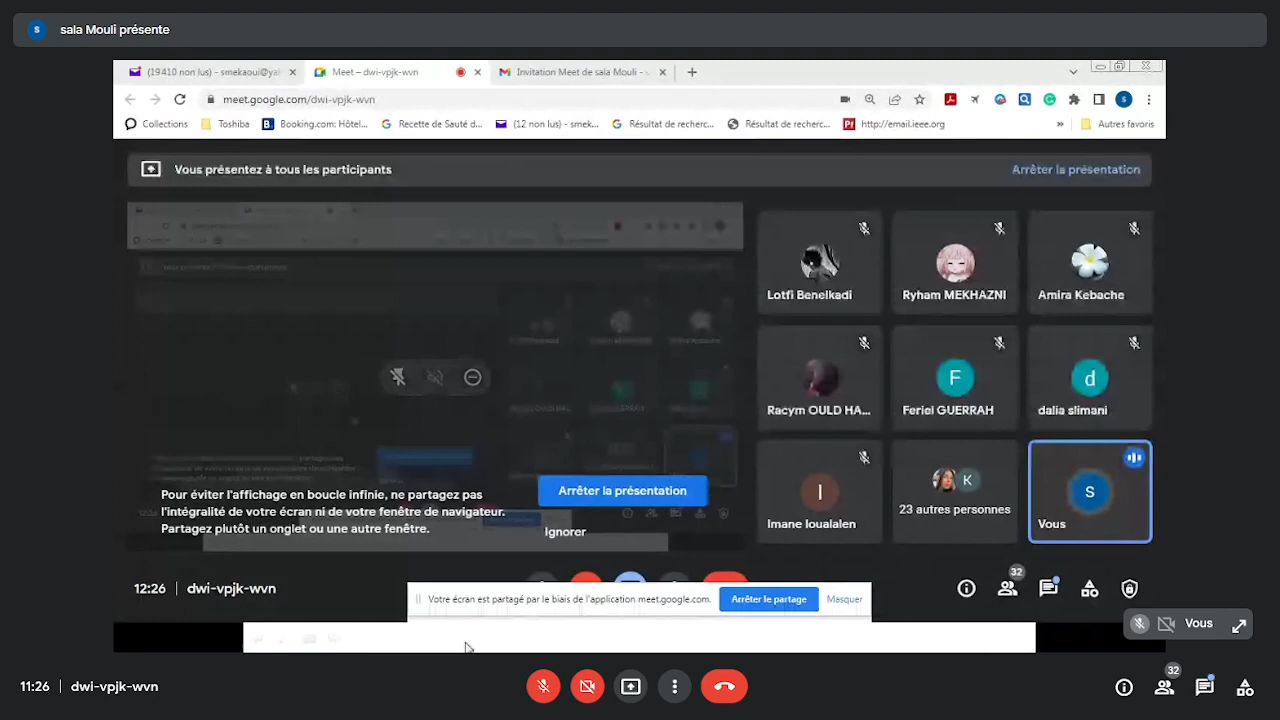 S
sala Mouli présente
(19 410 non lus) - smekaoui@ya
Meet – dwi-vpjk-wvn
Invitation Meet de sala Mouli - s
meet.google.com/dwi-vpjk-wvn
S
Collections
Toshiba
Booking.com: Hôtel...
Recette de Santé d...
(12 non lus) - smek...
Résultat de recherc...
Résultat de recherc...
http://email.ieee.org
»
Autres favoris
Vous présentez à tous les participants
Arrêter la présentation
Lotfi Benelkadi
Ryham MEKHAZNI
Amira Kebache
F
d
Racym OULD HA...
Feriel GUERRAH
dalia slimani
I
K
S
Imane loualalen
23 autres personnes
Vous
Pour éviter l'affichage en boucle infinie, ne partagez pas
l'intégralité de votre écran ni de votre fenêtre de navigateur.
Partagez plutôt un onglet ou une autre fenêtre.
Arrêter la présentation
Ignorer
12:26 | dwi-vpjk-wvn
32
Votre écran est partagé par le biais de l'application meet.google.com.
Arrêter le partage
Masquer
Vous
11:26 | dwi-vpjk-wvn
32